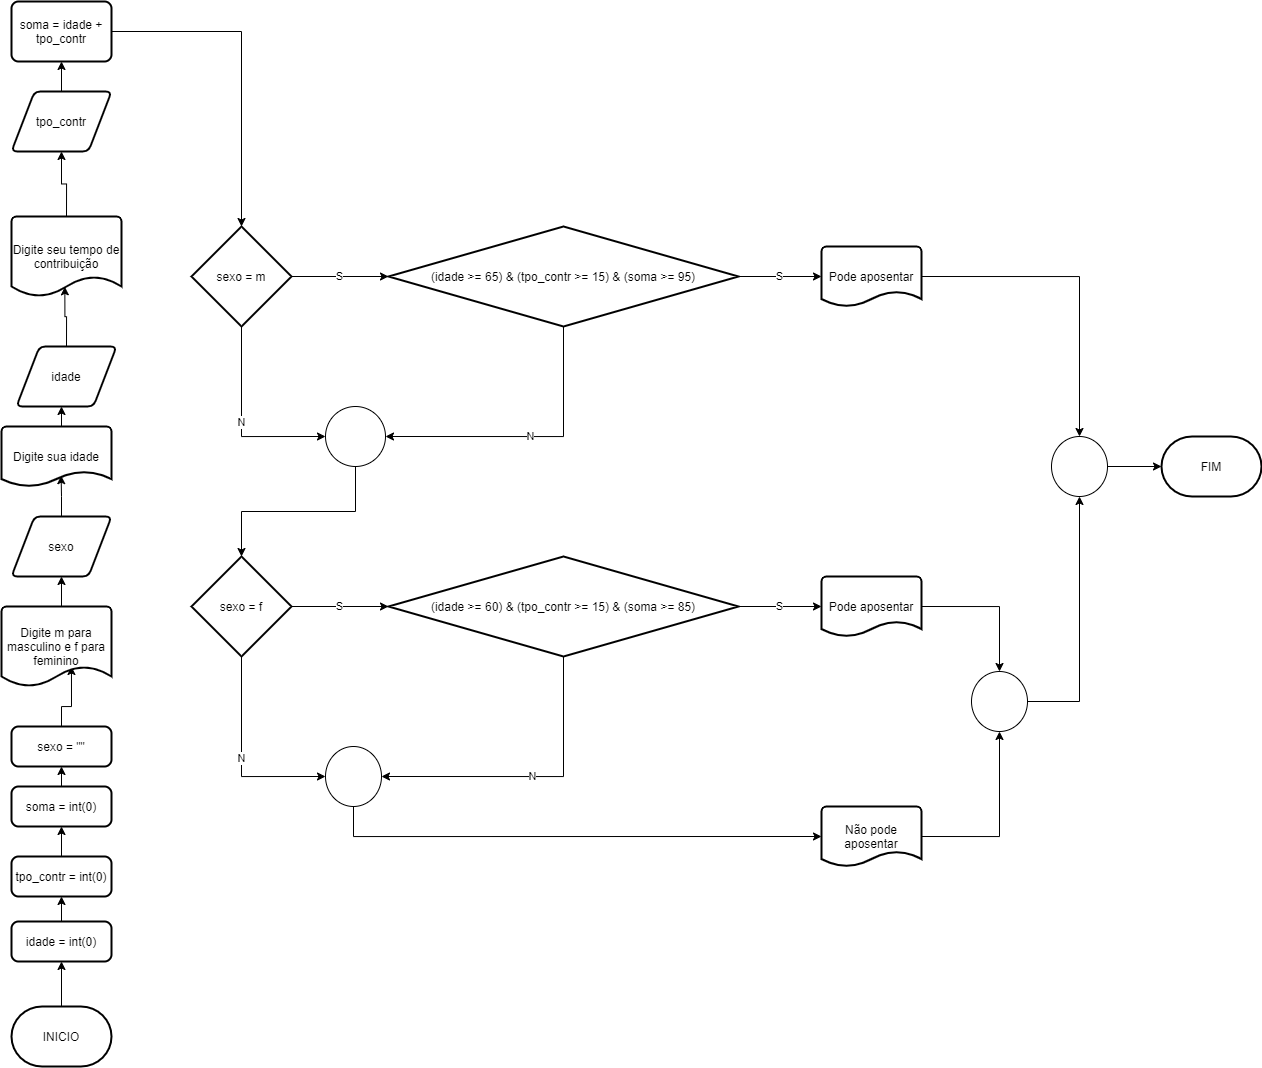 soma = idade +
tpo_contr
tpo_contr
Digite seu tempo de
contribuição
idade
Digite sua idade
sexo
Digite m para
masculino e f para
feminino
sexo = ""
soma = int(0)
tpo_contr = int(0)
idade = int(0)
INICIO
sexo = m
S
(idade >= 65) & (tpo_contr >= 15) & (soma >= 95)
S
Pode aposentar
N
N
sexo = f
S
(idade >= 60) & (tpo_contr >= 15) & (soma >= 85)
S
Pode aposentar
N
N
Não pode
aposentar
FIM